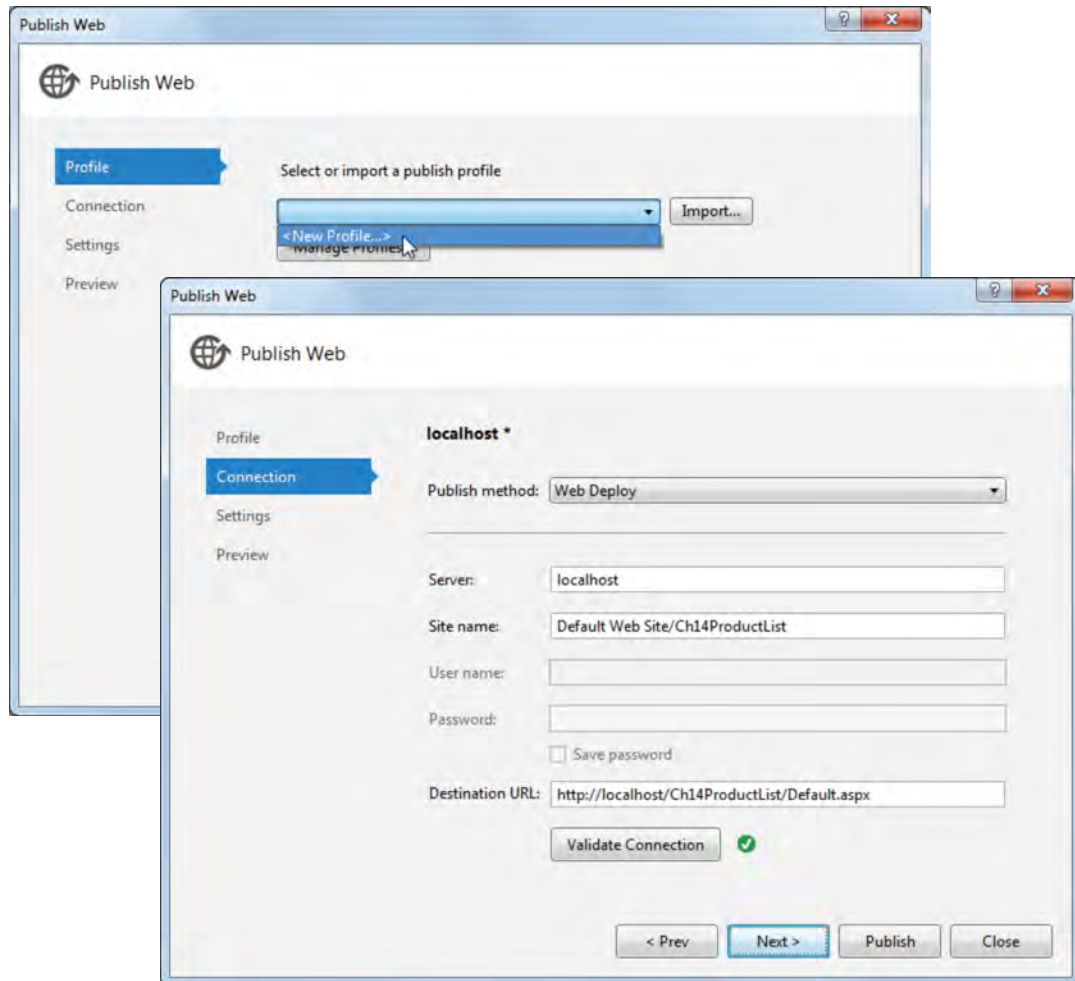 Publish Web
Publish Web
Profile
Select or import a publish profile
Connection
Import...
<New Profile...>
Settings
Manage Profiles
Preview
Publish Web
Publish Web
Profile
localhost *
Connection
Publish method: Web Deploy
Settings
Preview
Server: localhost
Site name: Default Web Site/Ch14ProductList
User name:
Password:
Save password
Destination URL: http://localhost/Ch14ProductList/Default.aspx
Validate Connection
< Prev
Next >
Publish
Close